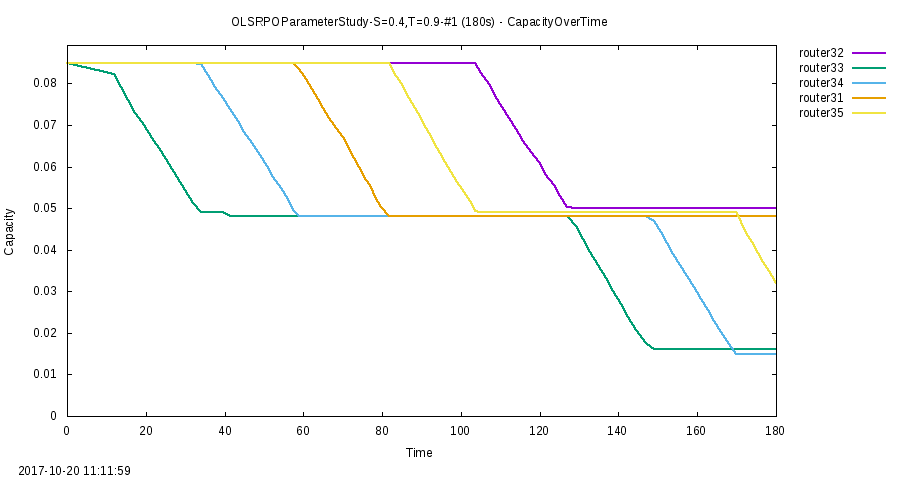 OLSRPOParameterStudy-S=0.4,T=0.9-#1 (180s) - CapacityOverTime
router32
router33
router34
router31
router35
0.08
0.07
0.06
0.05
0.04
0.03
0.02
0.01
0
Capacity
0 20 40 60 80 100 120 140 160 180
Time
2017-10-20 11:11:59